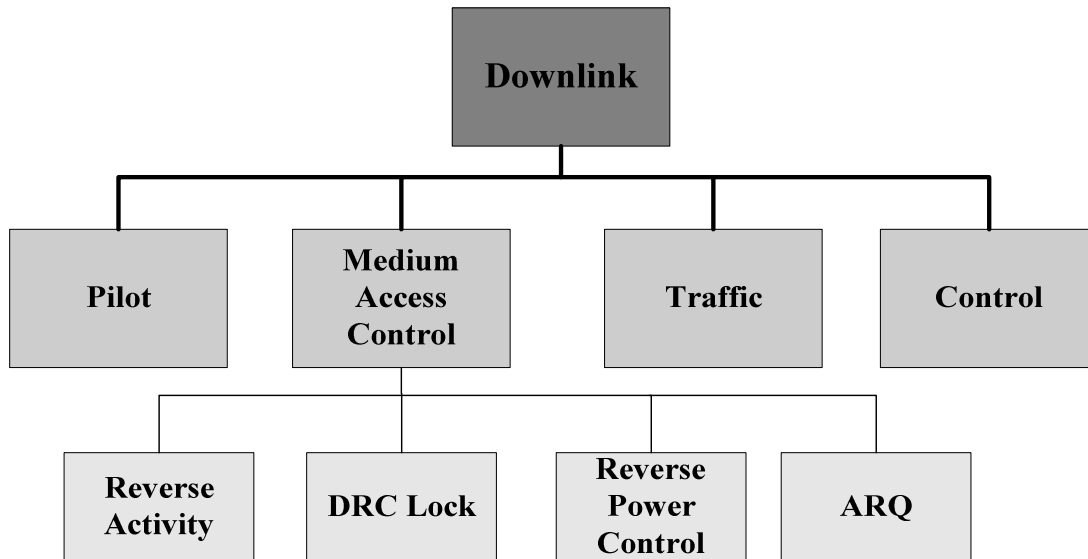 Downlink
Pilot
Medium
Access
Control
Traffic
Control
Reverse
Activity
DRC Lock
Reverse
Power
Control
ARQ